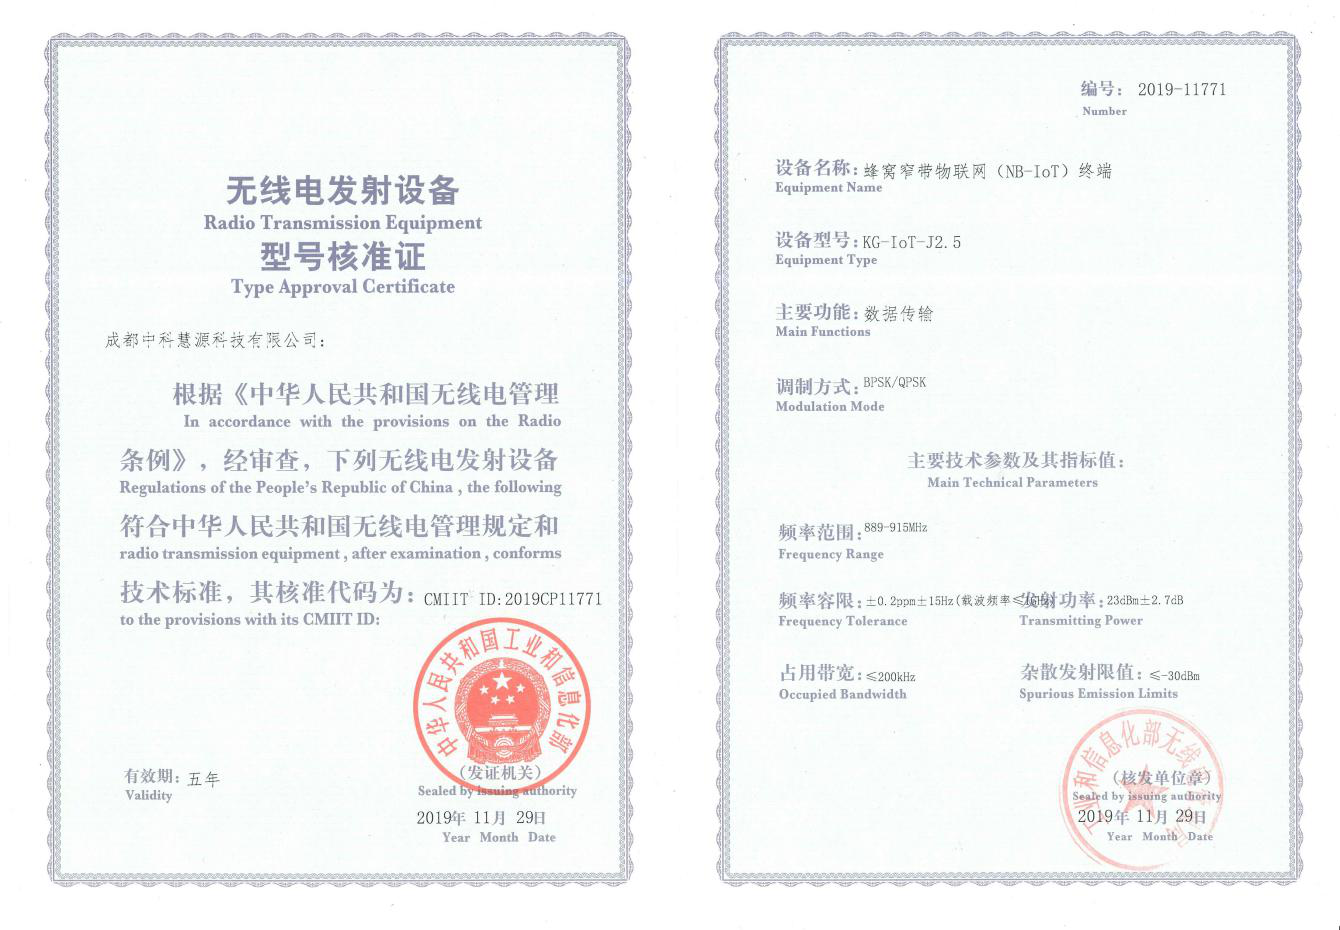 无线电发射设备
Radio Transmission Equipment
型号核准证
Type Approval Certificate
成都中科慧源科技有限公司：
根据《中华人民共和国无线电管理
In accordance with the provisions on the Radio
条例》，经审查，下列无线电发射设备
Regulations of the People's Republic of China , the following
符合中华人民共和国无线电管理规定和
radio transmission equipment , after examination , conforms
技术标准，其核准代码为：CMIIT ID:2019CP11771
to the provisions with its CMIIT ID:
中华人民共和国工业和信息化部
有效期：五年
Validity
（发证机关）
Sealed by issuing authority
2019年 11月 29日
Year Month Date
编号： 2019-11771
Number
设备名称：蜂窝窄带物联网（NB-IoT）终端
Equipment Name
设备型号：KG-IoT-J2.5
Equipment Type
主要功能：数据传输
Main Functions
调制方式：BPSK/QPSK
Modulation Mode
主要技术参数及其指标值：
Main Technical Parameters
频率范围：889-915MHz
Frequency Range
频率容限：±0.2ppm±15Hz(载波频率≤1GHz) 发射功率：23dBm±2.7dB
Frequency Tolerance Transmitting Power
占用带宽：≤200kHz 杂散发射限值：≤-30dBm
Occupied Bandwidth Spurious Emission Limits
工业和信息化部无线
（核发单位章）
Sealed by issuing authority
2019年 11月 29日
Year Month Date